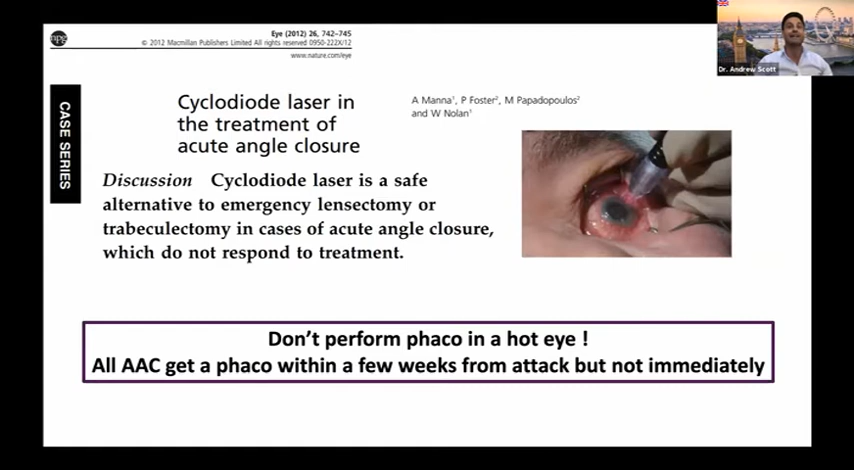 npg
Eye (2012) 26, 742–745
© 2012 Macmillan Publishers Limited All rights reserved 0950-222X/12
www.nature.com/eye
CASE SERIES
Cyclodiode laser in
the treatment of
acute angle closure
A Manna¹, P Foster², M Papadopoulos²
and W Nolan¹
Discussion Cyclodiode laser is a safe
alternative to emergency lensectomy or
trabeculectomy in cases of acute angle closure,
which do not respond to treatment.
Don't perform phaco in a hot eye !
All AAC get a phaco within a few weeks from attack but not immediately
Dr. Andrew Scott